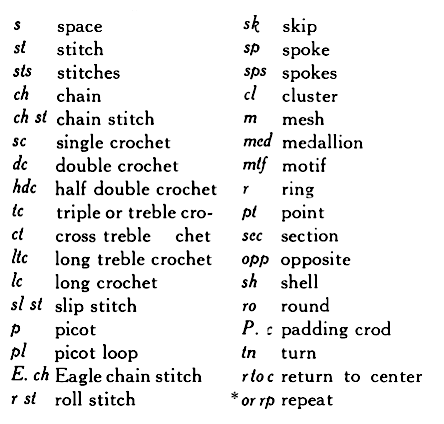 s space
st stitch
sts stitches
ch chain
ch st chain stitch
sc single crochet
dc double crochet
hdc half double crochet
tc triple or treble cro-
ct cross treble chet
ltc long treble crochet
lc long crochet
sl st slip stitch
p picot
pl picot loop
E. ch Eagle chain stitch
r st roll stitch
sk skip
sp spoke
sps spokes
cl cluster
m mesh
med medallion
mtf motif
r ring
pt point
sec section
opp opposite
sh shell
ro round
P. c padding crod
tn turn
rtoc return to center
* or rp repeat